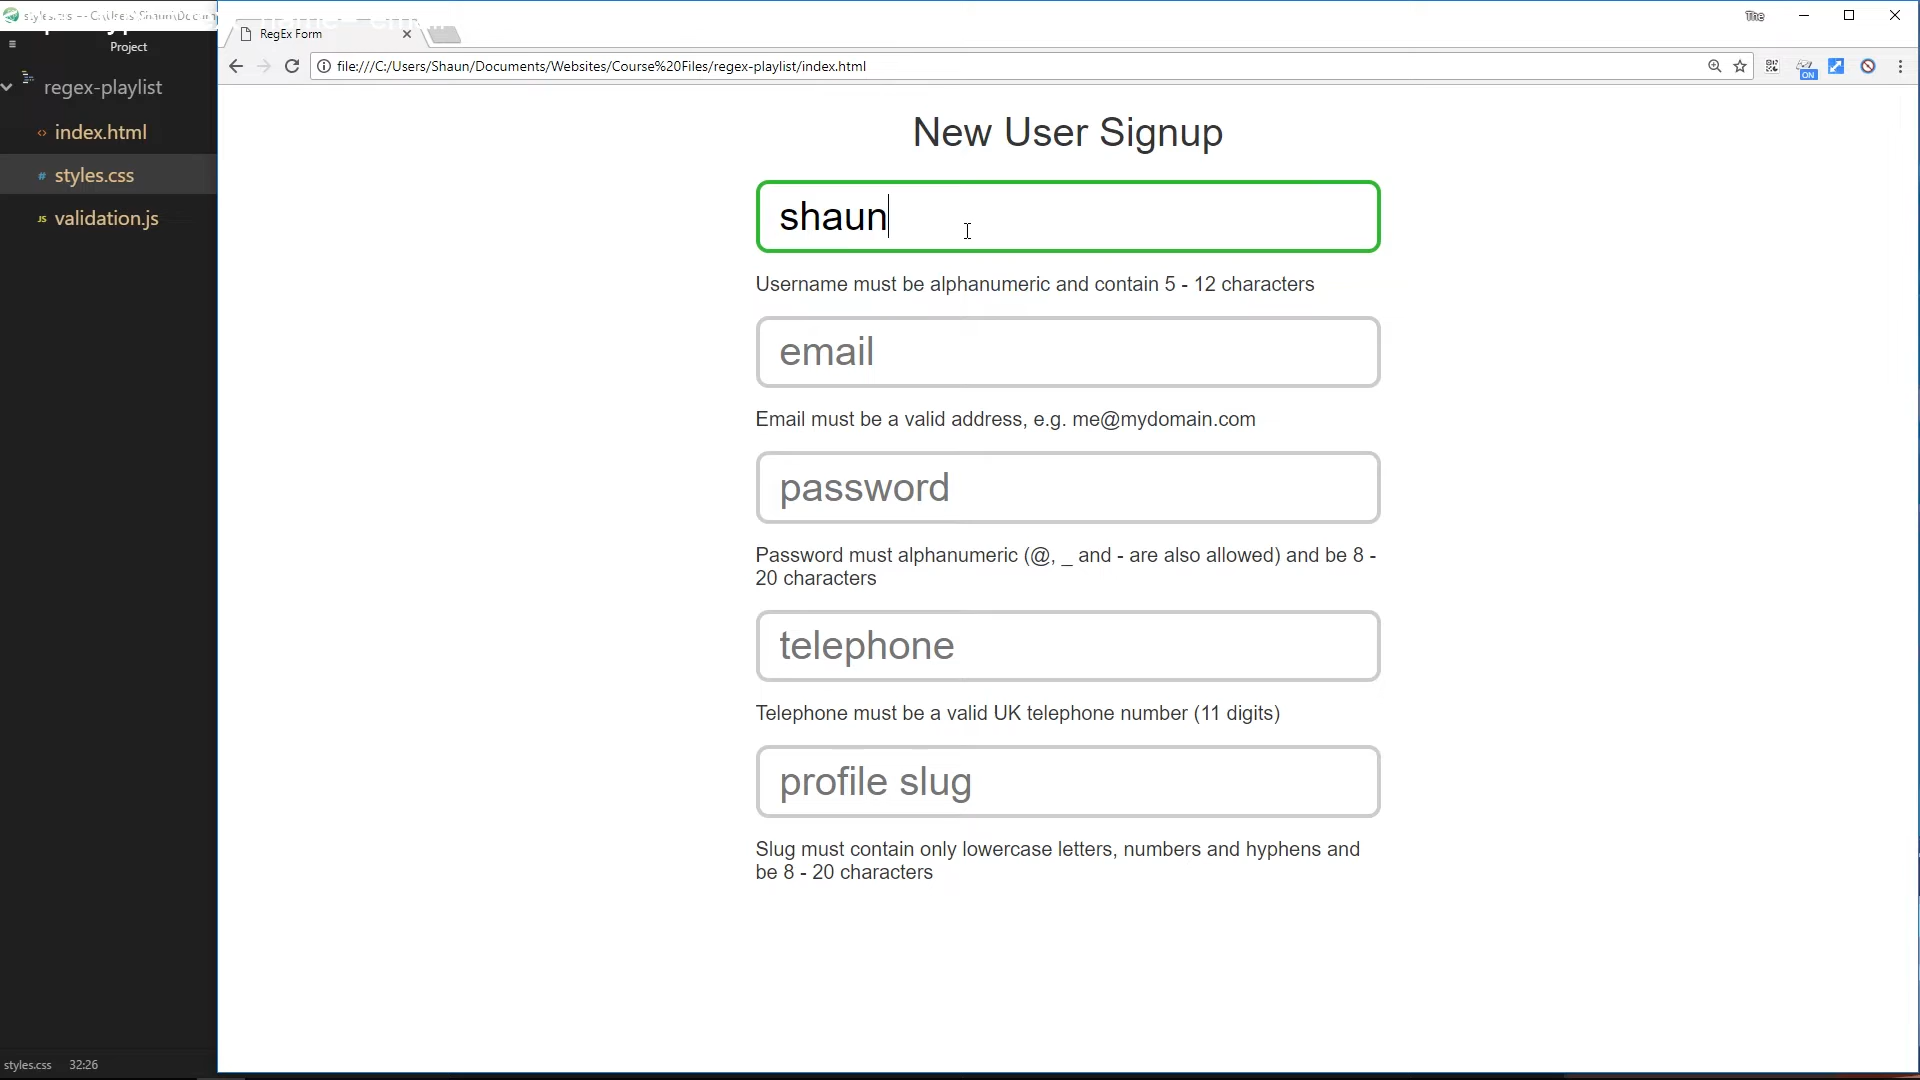 RegEx Form
The
Project
file:///C:/Users/Shaun/Documents/Websites/Course%20Files/regex-playlist/index.html
ON
regex-playlist
index.html
styles.css
validation.js
New User Signup
shaun
Username must be alphanumeric and contain 5 - 12 characters
email
Email must be a valid address, e.g. me@mydomain.com
password
Password must alphanumeric (@, _ and - are also allowed) and be 8 -
20 characters
telephone
Telephone must be a valid UK telephone number (11 digits)
profile slug
Slug must contain only lowercase letters, numbers and hyphens and
be 8 - 20 characters
styles.css 32:26